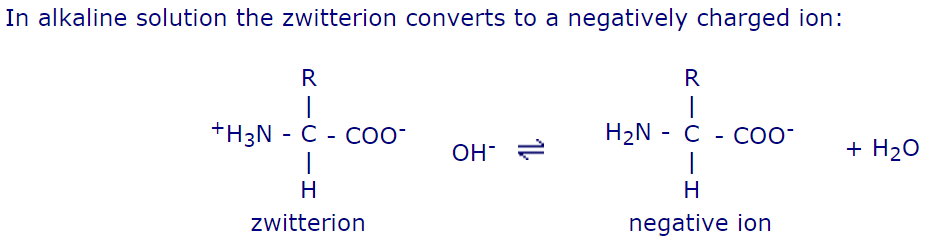 In alkaline solution the zwitterion converts to a negatively charged ion:
R R
| |
⁺H₃N - C - COO⁻ OH⁻ ⇌ H₂N - C - COO⁻ + H₂O
| |
H H
zwitterion negative ion